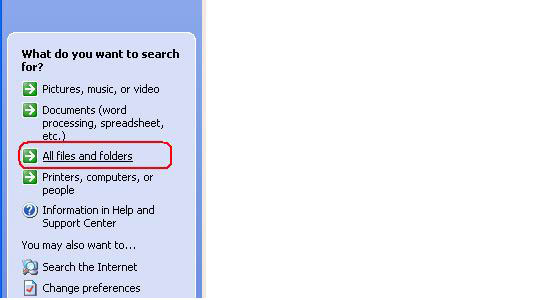 What do you want to search
for?
Pictures, music, or video
Documents (word
processing, spreadsheet,
etc.)
All files and folders
Printers, computers, or
people
Information in Help and
Support Center
You may also want to...
Search the Internet
Change preferences